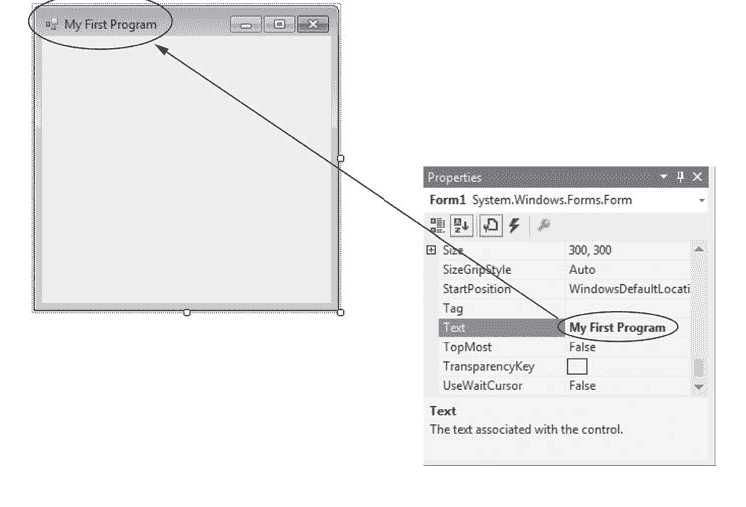 My First Program
Properties
Form1 System.Windows.Forms.Form
Size 300, 300
SizeGripStyle Auto
StartPosition WindowsDefaultLocati
Tag
Text My First Program
TopMost False
TransparencyKey
UseWaitCursor False
Text
The text associated with the control.